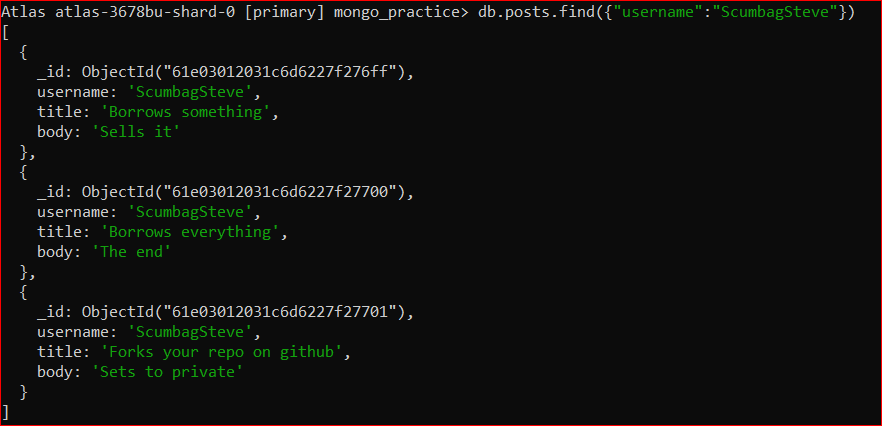 Atlas atlas-3678bu-shard-0 [primary] mongo_practice> db.posts.find({"username":"ScumbagSteve"})
[
  {
    _id: ObjectId("61e03012031c6d6227f276ff"),
    username: 'ScumbagSteve',
    title: 'Borrows something',
    body: 'Sells it'
  },
  {
    _id: ObjectId("61e03012031c6d6227f27700"),
    username: 'ScumbagSteve',
    title: 'Borrows everything',
    body: 'The end'
  },
  {
    _id: ObjectId("61e03012031c6d6227f27701"),
    username: 'ScumbagSteve',
    title: 'Forks your repo on github',
    body: 'Sets to private'
  }
]